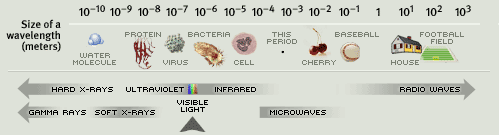 Size of a wavelength (meters)
10⁻¹⁰ 10⁻⁹ 10⁻⁸ 10⁻⁷ 10⁻⁶ 10⁻⁵ 10⁻⁴ 10⁻³ 10⁻² 10⁻¹ 1 10¹ 10² 10³
WATER MOLECULE
PROTEIN
VIRUS
BACTERIA
CELL
THIS PERIOD
CHERRY
BASEBALL
HOUSE
FOOTBALL FIELD
HARD X-RAYS ULTRAVIOLET INFRARED RADIO WAVES
VISIBLE LIGHT
GAMMA RAYS SOFT X-RAYS MICROWAVES